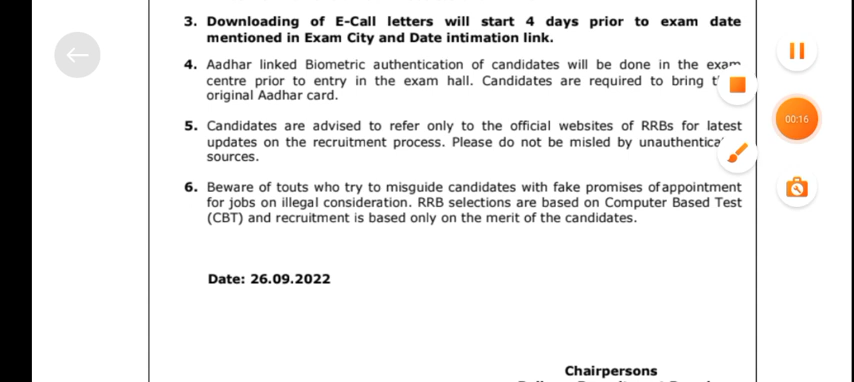 3. Downloading of E-Call letters will start 4 days prior to exam date
mentioned in Exam City and Date intimation link.
4. Aadhar linked Biometric authentication of candidates will be done in the exam
centre prior to entry in the exam hall. Candidates are required to bring
original Aadhar card.
5. Candidates are advised to refer only to the official websites of RRBs for latest
updates on the recruitment process. Please do not be misled by
sources.
6. Beware of touts who try to misguide candidates with fake promises of appointment
for jobs on illegal consideration. RRB selections are based on Computer Based Test
(CBT) and recruitment is based only on the merit of the candidates.
Date: 26.09.2022
Chairpersons
00:16